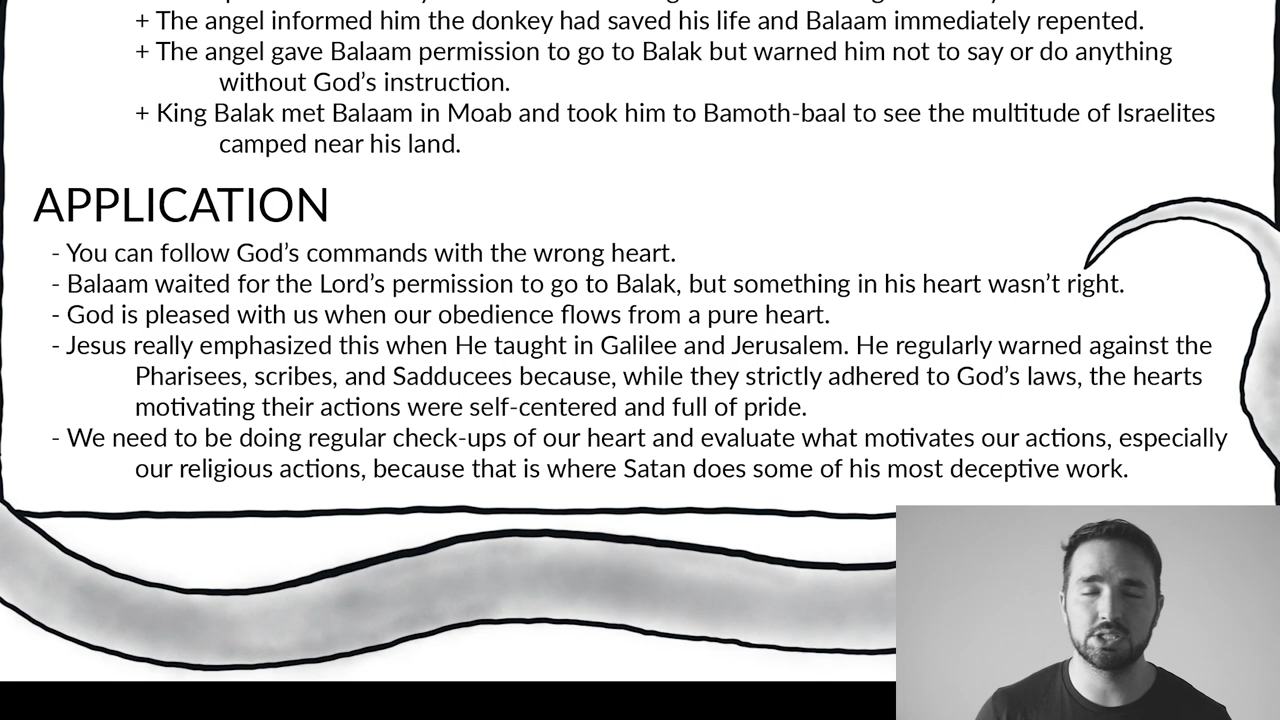 + The angel informed him the donkey had saved his life and Balaam immediately repented.
+ The angel gave Balaam permission to go to Balak but warned him not to say or do anything
without God’s instruction.
+ King Balak met Balaam in Moab and took him to Bamoth-baal to see the multitude of Israelites
camped near his land.
APPLICATION
- You can follow God’s commands with the wrong heart.
- Balaam waited for the Lord’s permission to go to Balak, but something in his heart wasn’t right.
- God is pleased with us when our obedience flows from a pure heart.
- Jesus really emphasized this when He taught in Galilee and Jerusalem. He regularly warned against the
Pharisees, scribes, and Sadducees because, while they strictly adhered to God’s laws, the hearts
motivating their actions were self-centered and full of pride.
- We need to be doing regular check-ups of our heart and evaluate what motivates our actions, especially
our religious actions, because that is where Satan does some of his most deceptive work.